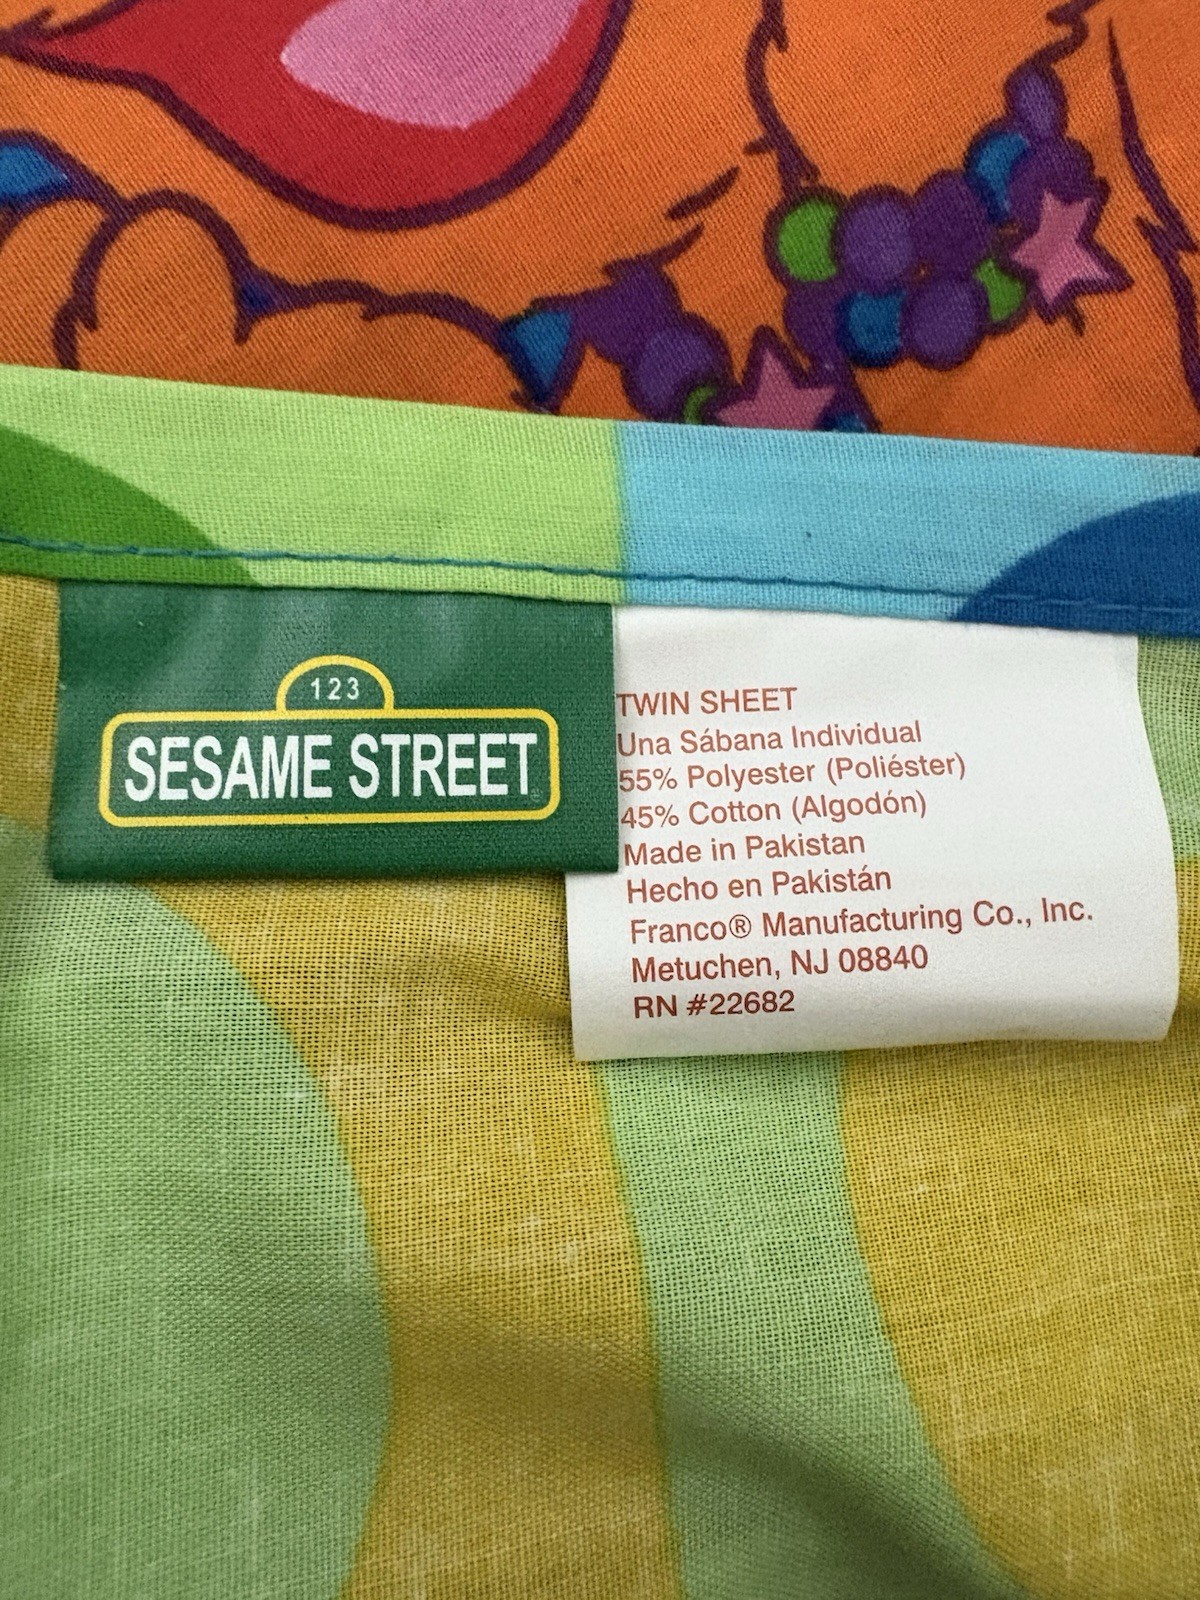 123
SESAME STREET
TWIN SHEET
Una Sábana Individual
55% Polyester (Poliéster)
45% Cotton (Algodón)
Made in Pakistan
Hecho en Pakistán
Franco® Manufacturing Co., Inc.
Metuchen, NJ 08840
RN #22682